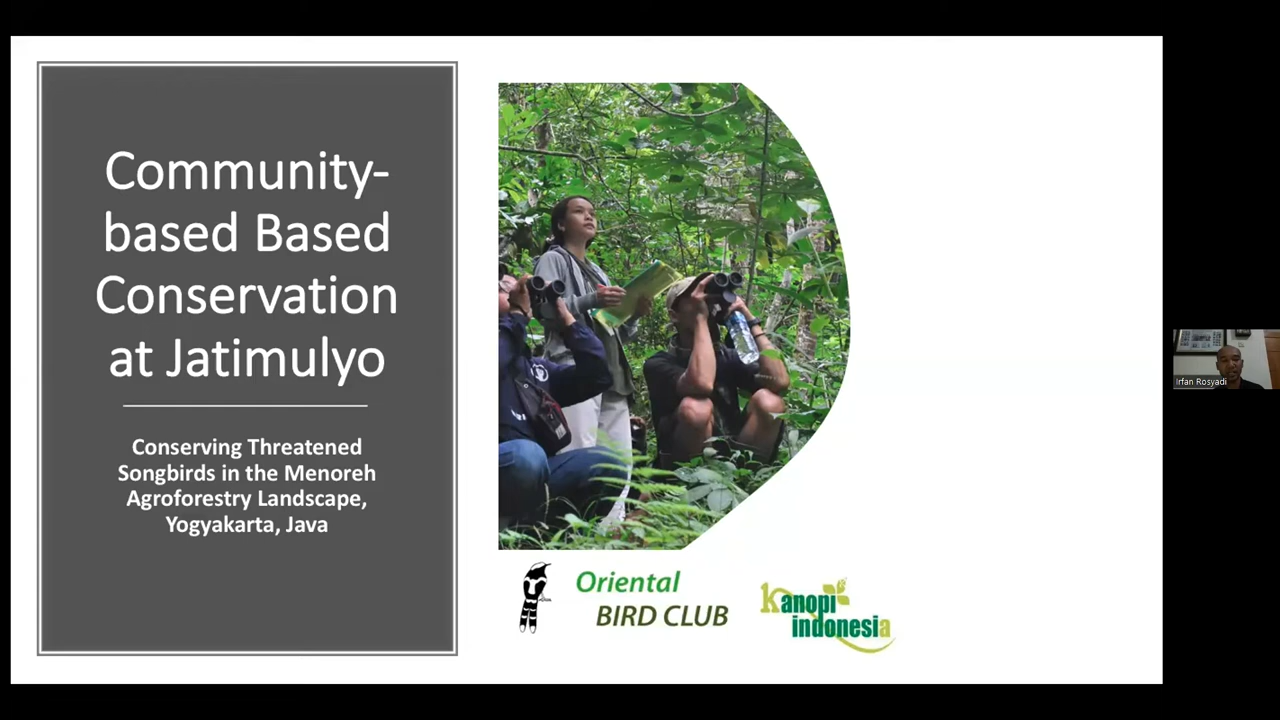 Community-
based Based
Conservation
at Jatimulyo
Conserving Threatened
Songbirds in the Menoreh
Agroforestry Landscape,
Yogyakarta, Java
Oriental
BIRD CLUB
kanopi
indonesia
Irfan Rosyadi